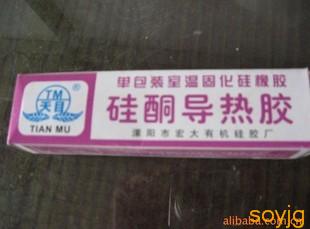 TM
天目
®
TIAN MU
单包装室温固化硅橡胶
硅酮导热胶
溧阳市宏大有机硅胶厂
alibaba.com.cn
soyjg